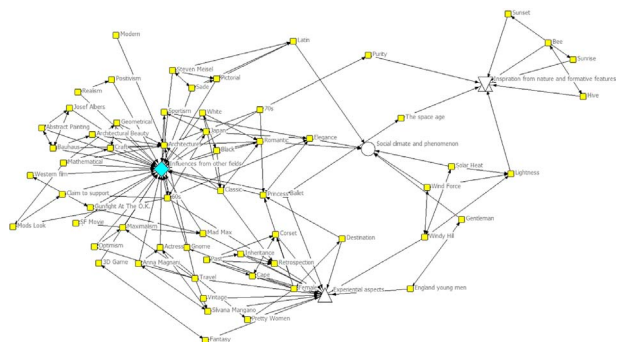 Modern
Latin
Sunset
Bee
Sunrise
Purity
Steven Meisel
Pictorial
Inspiration from nature and formative features
Positivism
Sade
Realism
Hive
Josef Albers
White
70s
The space age
Geometrical
Abstract Painting
Japan
Architectural Beauty
Romantic
Elegance
Architecture
Bauhaus
Craft
Black
Social climate and phenomenon
Mathematical
Influences from other fields
Solar Heat
Western film
Lightness
Claim to support
Classic
Princess Ballet
Wind Force
60s
Gunfight At The O.K.
Mods Look
SF Movie
Maximalism
Mad Max
Corset
Destination
Gentleman
Windy Hill
Optimism
Actress
Gnome
Inheritance
3D Game
Anna Magnani
Past
Retrospection
Travel
Cape
Female
Experiential aspects
England young men
Vintage
Silvana Mangano
Pretty Women
Fantasy